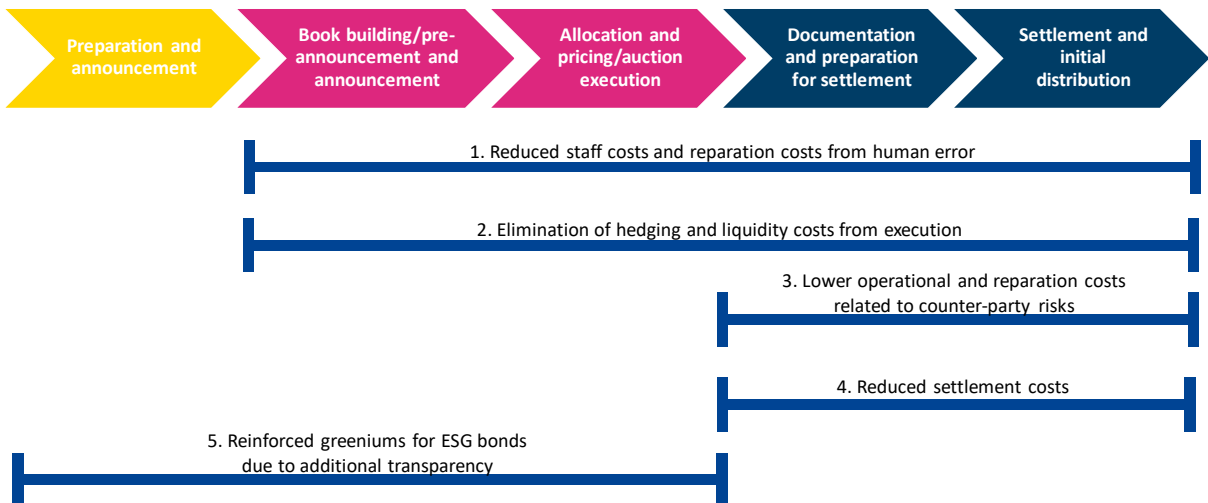 Preparation and
announcement
Book building/pre-
announcement and
announcement
Allocation and
pricing/auction
execution
Documentation
and preparation
for settlement
Settlement and
initial
distribution
1. Reduced staff costs and reparation costs from human error
2. Elimination of hedging and liquidity costs from execution
3. Lower operational and reparation costs
related to counter-party risks
4. Reduced settlement costs
5. Reinforced greeniums for ESG bonds
due to additional transparency